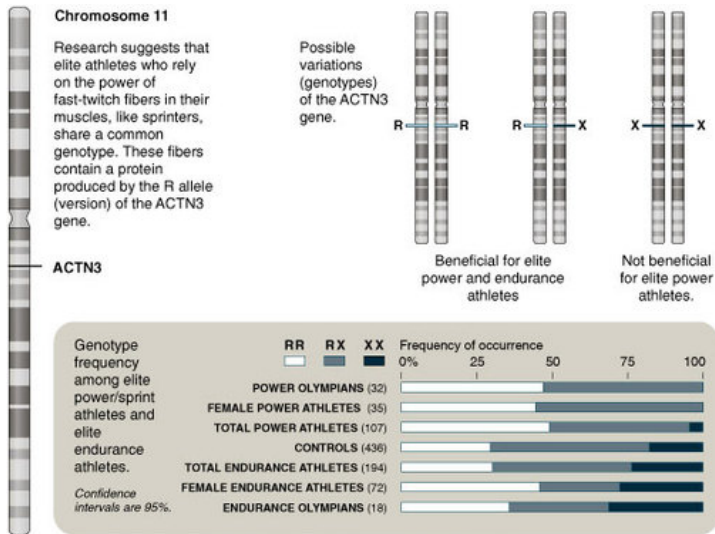 Chromosome 11
Research suggests that
elite athletes who rely
on the power of
fast-twitch fibers in their
muscles, like sprinters,
share a common
genotype. These fibers
contain a protein
produced by the R allele
(version) of the ACTN3
gene.
ACTN3
Possible
variations
(genotypes)
of the ACTN3
gene.
R R R X X X
Beneficial for elite
power and endurance
athletes
Not beneficial
for elite power
athletes.
Genotype
frequency
among elite
power/sprint
athletes and
elite
endurance
athletes.
Confidence
intervals are 95%.
RR RX XX
Frequency of occurrence
0% 25 50 75 100
POWER OLYMPIANS (32)
FEMALE POWER ATHLETES (35)
TOTAL POWER ATHLETES (107)
CONTROLS (436)
TOTAL ENDURANCE ATHLETES (194)
FEMALE ENDURANCE ATHLETES (72)
ENDURANCE OLYMPIANS (18)